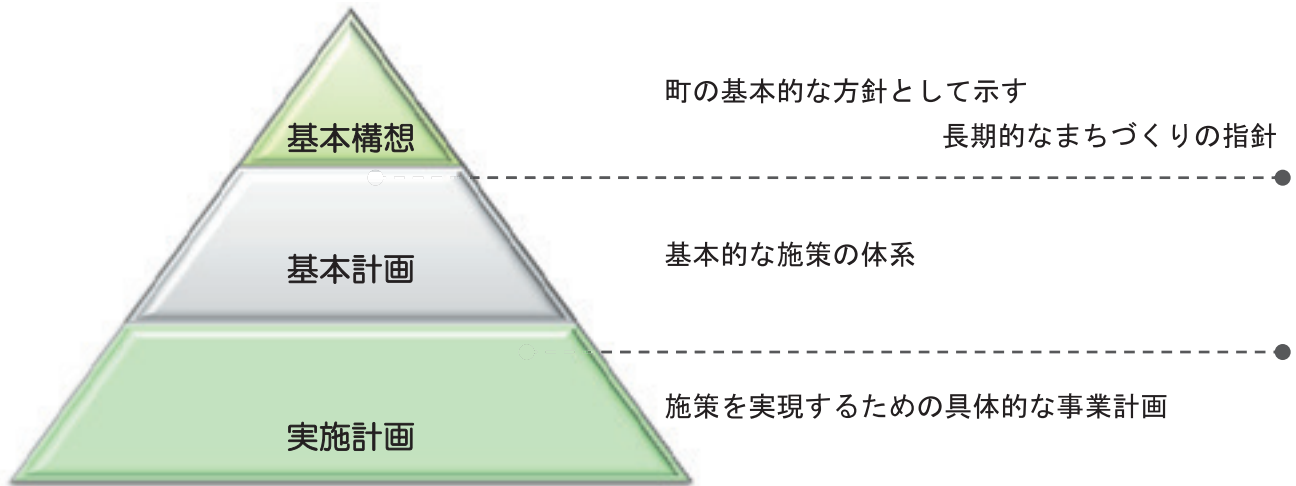 町の基本的な方針として示す
基本構想
長期的なまちづくりの指針
基本計画
基本的な施策の体系
施策を実現するための具体的な事業計画
実施計画